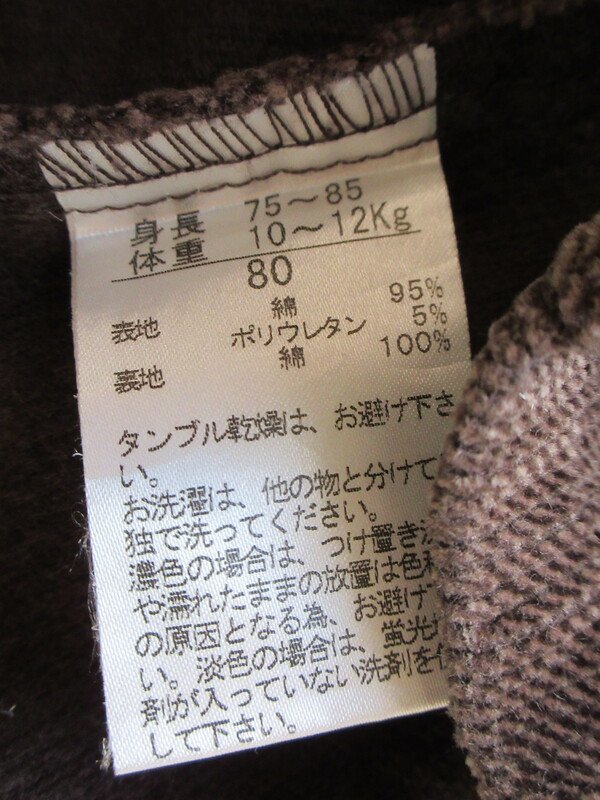 身長 75～85
体重 10～12Kg
80
表地 綿 95%
ポリウレタン 5%
裏地 綿 100%
タンブル乾燥は、お避け下さ
い。
お洗濯は、他の物と分けて
独で洗ってください。
濃色の場合は、つけ置き
や濡れたままの放置は色
の原因となる為、お避け
い。淡色の場合は、蛍光
剤が入っていない洗剤を
して下さい。